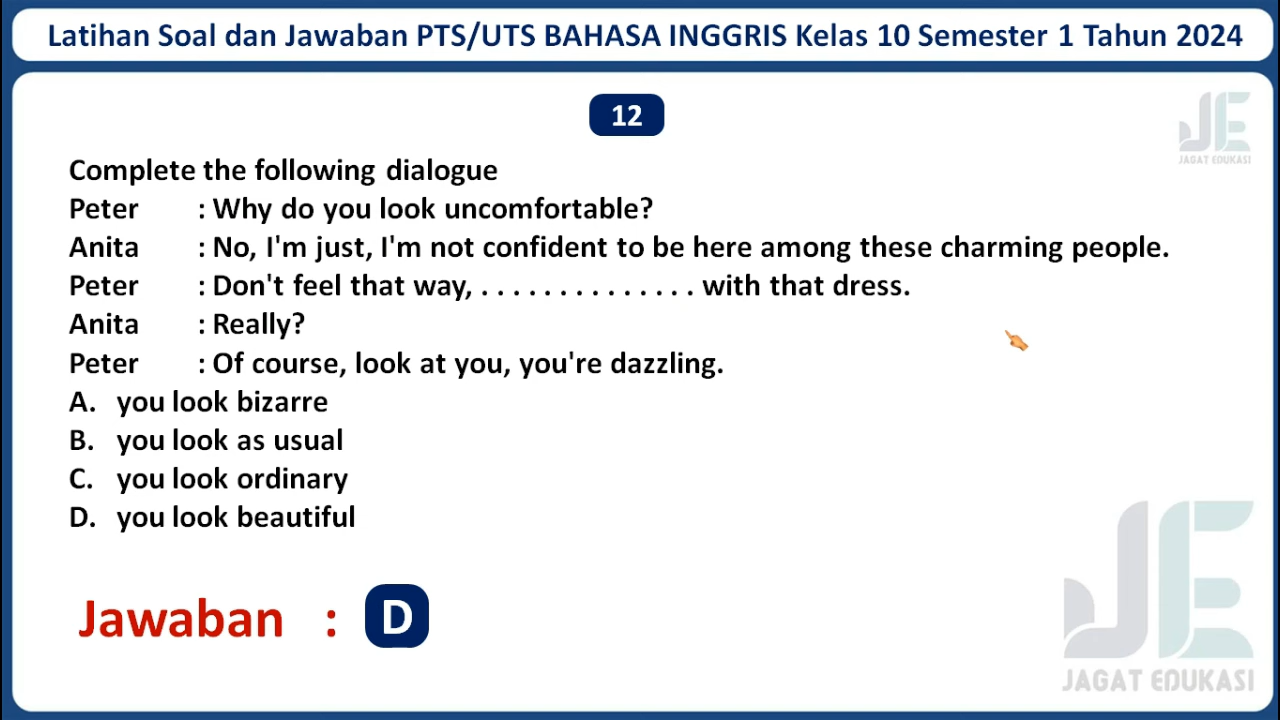 Latihan Soal dan Jawaban PTS/UTS BAHASA INGGRIS Kelas 10 Semester 1 Tahun 2024
12
JE
JAGAT EDUKASI
Complete the following dialogue
Peter : Why do you look uncomfortable?
Anita : No, I'm just, I'm not confident to be here among these charming people.
Peter : Don't feel that way, . . . . . . . . . . . . . . with that dress.
Anita : Really?
Peter : Of course, look at you, you're dazzling.
A. you look bizarre
B. you look as usual
C. you look ordinary
D. you look beautiful
Jawaban : D
JE
JAGAT EDUKASI